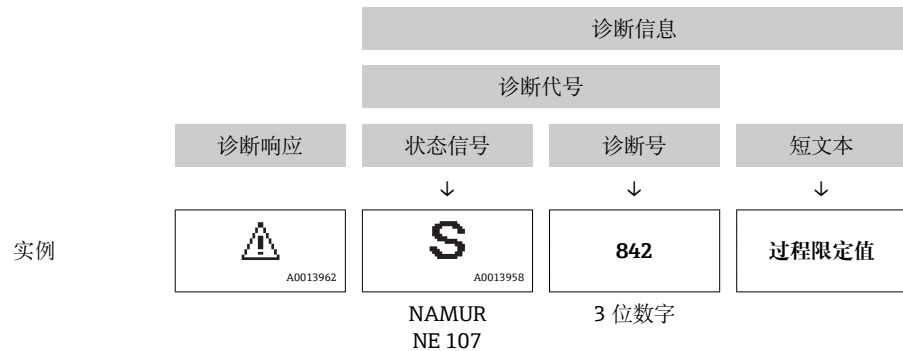 诊断信息
诊断代号
诊断响应 状态信号 诊断号 短文本
↓ ↓ ↓
实例 S 842 过程限定值
A0013962 A0013958
NAMUR 3 位数字
NE 107